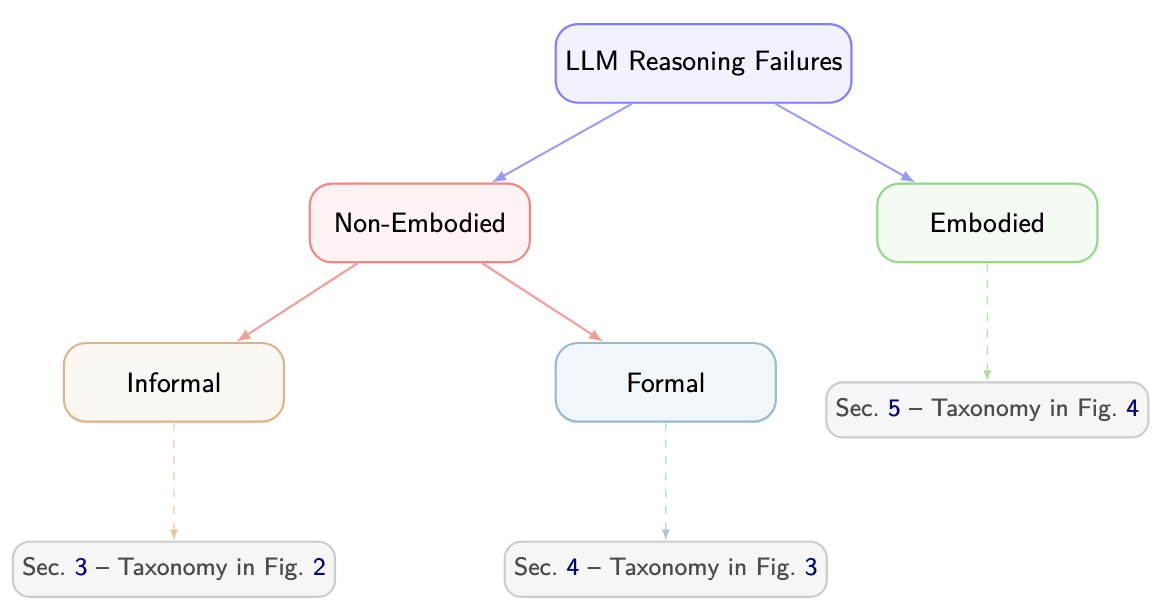 LLM Reasoning Failures
Non-Embodied
Embodied
Informal
Formal
Sec. 5 – Taxonomy in Fig. 4
Sec. 3 – Taxonomy in Fig. 2
Sec. 4 – Taxonomy in Fig. 3